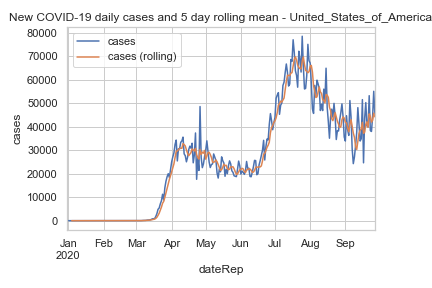 New COVID-19 daily cases and 5 day rolling mean - United_States_of_America
80000
70000
60000
50000
40000
30000
20000
10000
0
cases
cases
cases (rolling)
Jan Feb Mar Apr May Jun Jul Aug Sep
2020
dateRep